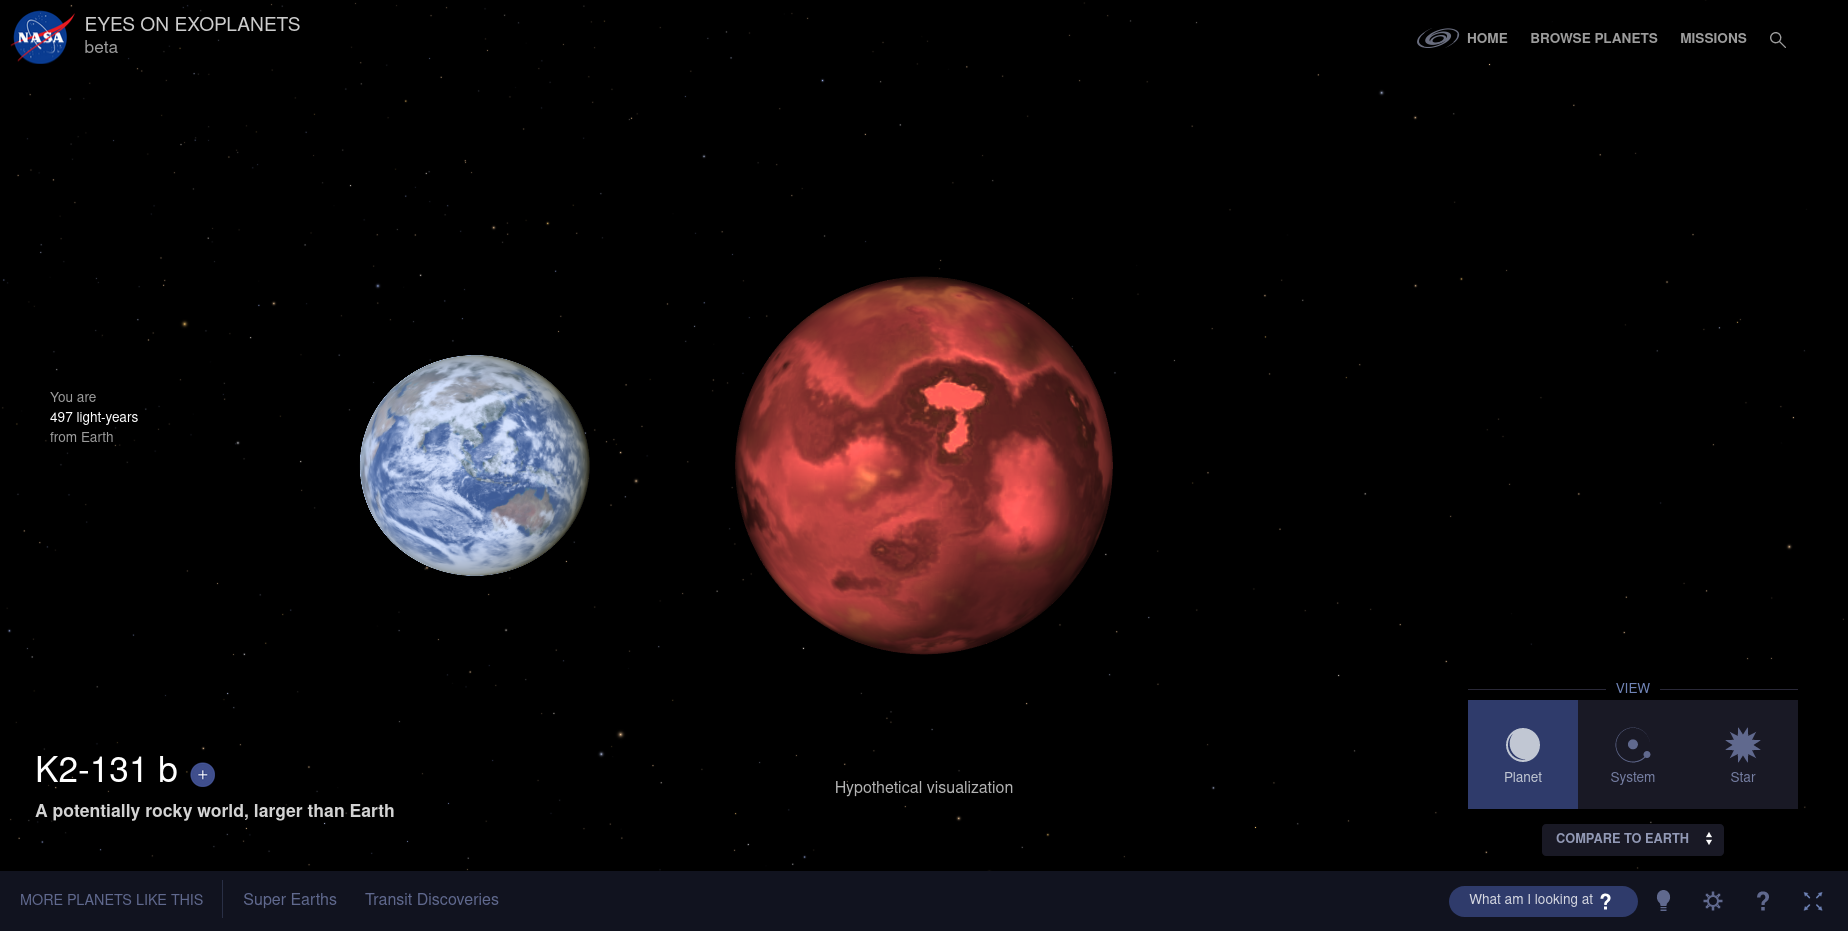 NASA
EYES ON EXOPLANETS
beta
HOME
BROWSE PLANETS
MISSIONS
You are
497 light-years
from Earth
VIEW
Planet
System
Star
COMPARE TO EARTH
K2-131 b +
A potentially rocky world, larger than Earth
Hypothetical visualization
MORE PLANETS LIKE THIS
Super Earths
Transit Discoveries
What am I looking at ?
?